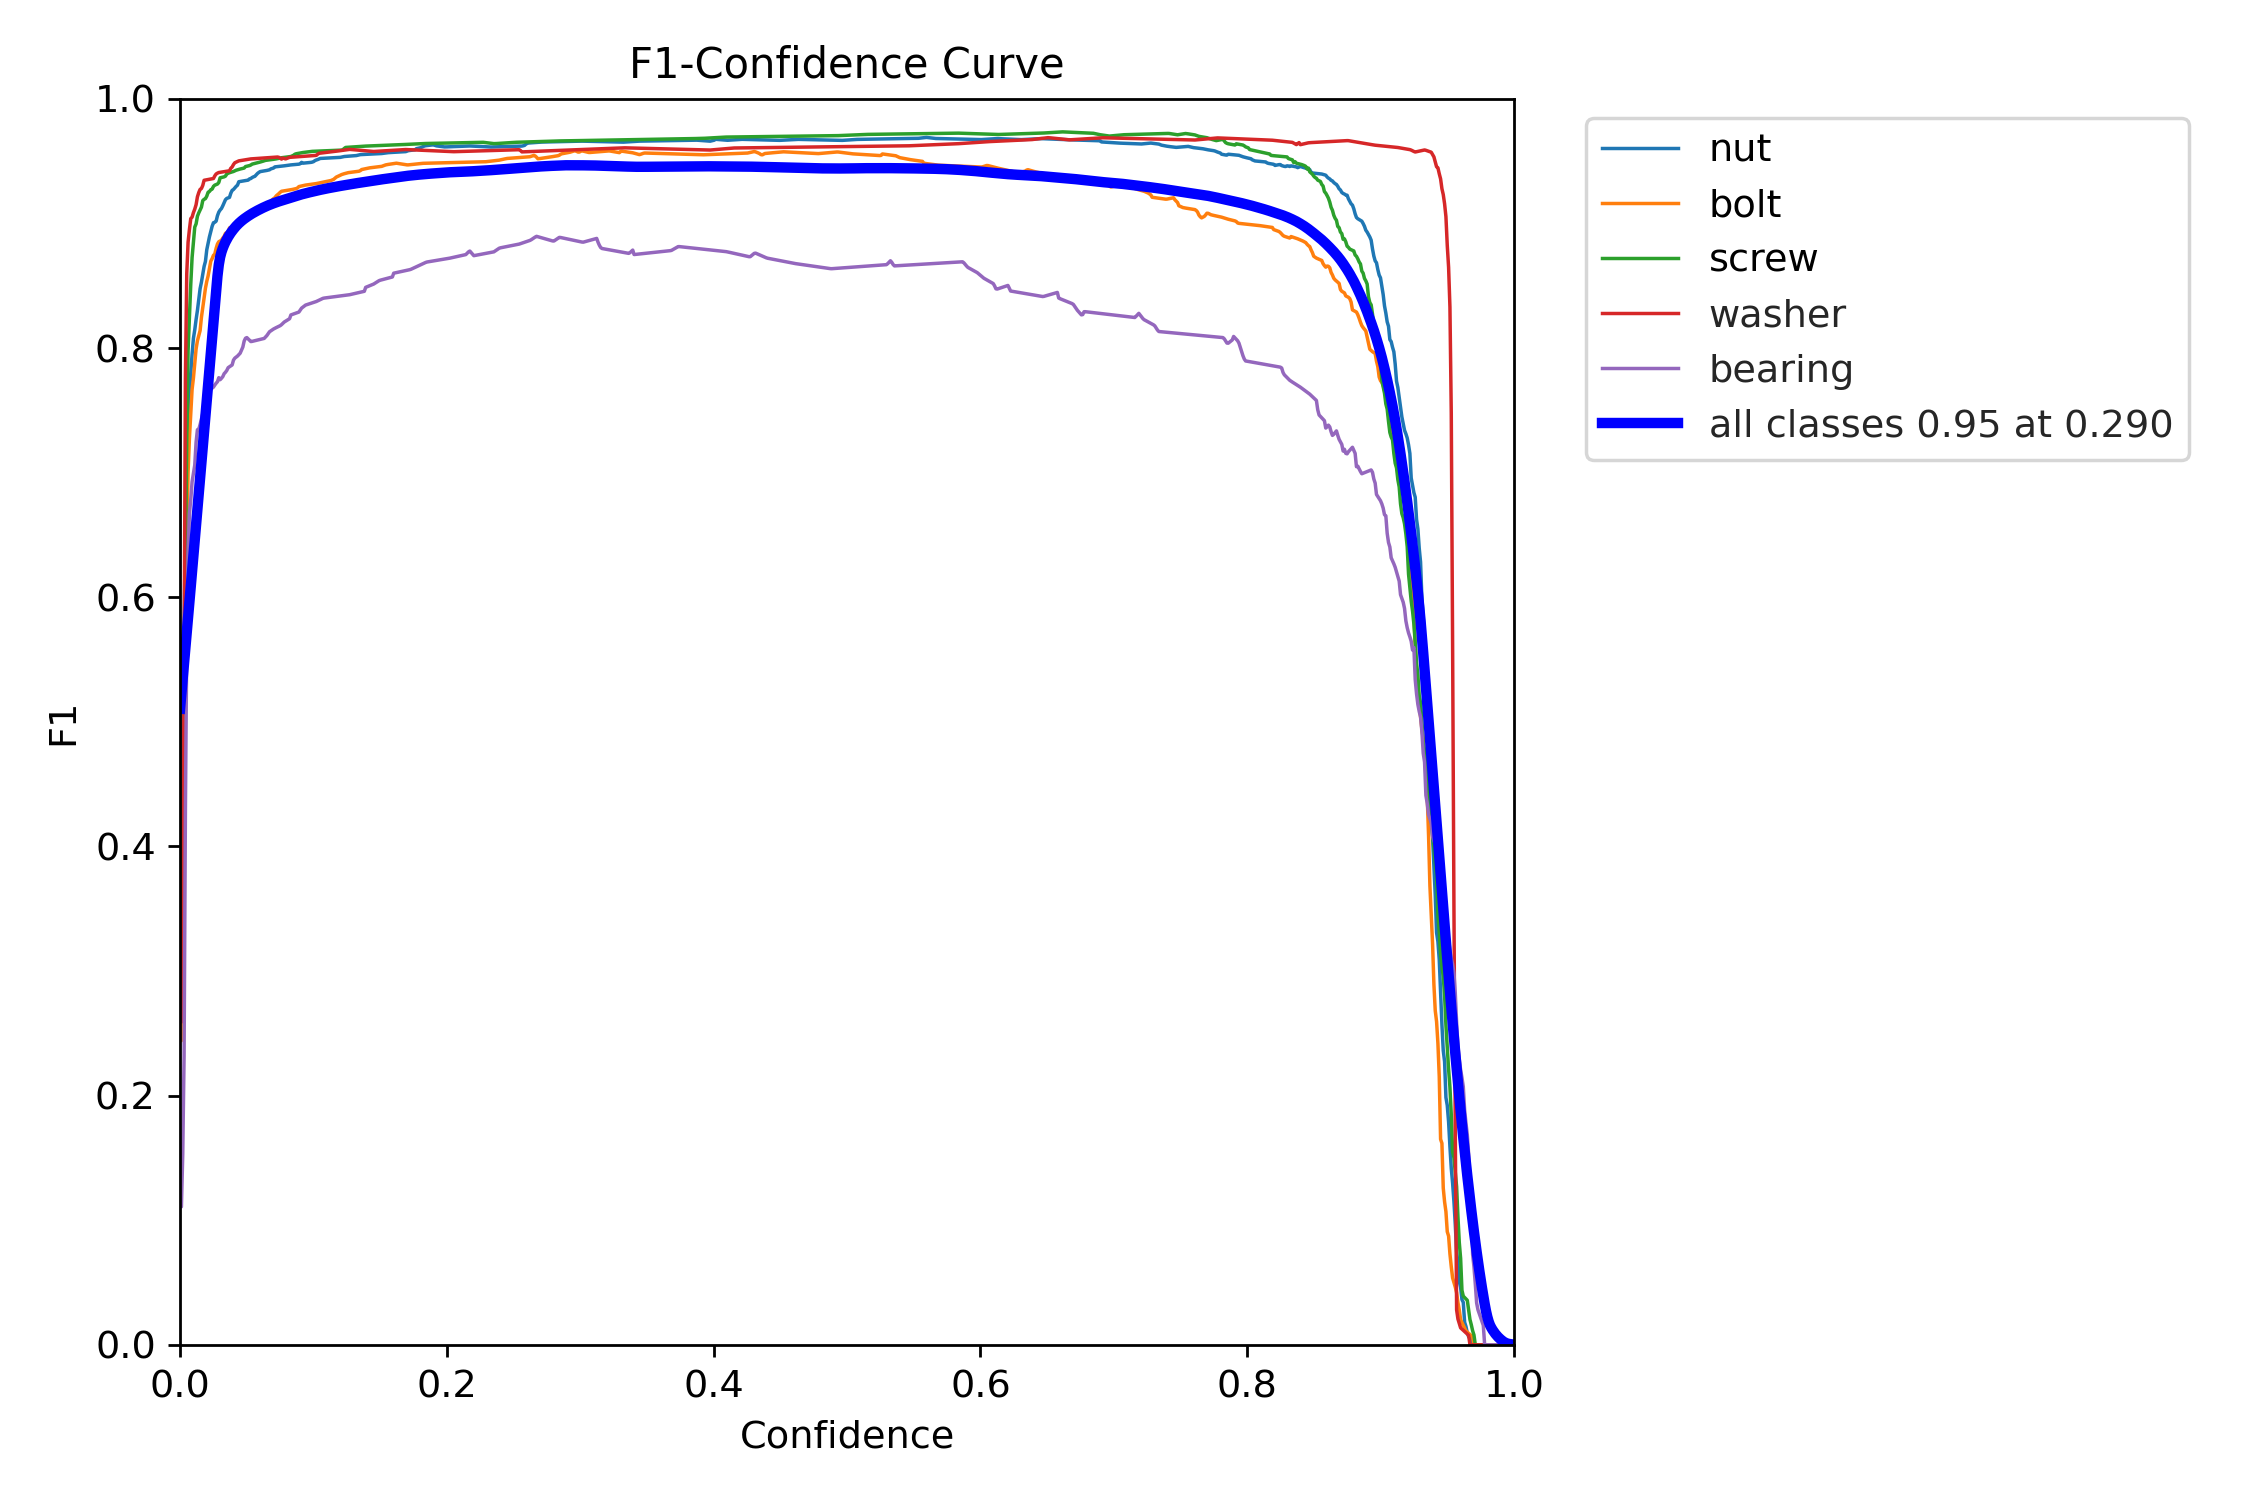 F1-Confidence Curve
1.0
0.8
0.6
0.4
0.2
0.0
F1
0.0 0.2 0.4 0.6 0.8 1.0
Confidence
nut
bolt
screw
washer
bearing
all classes 0.95 at 0.290